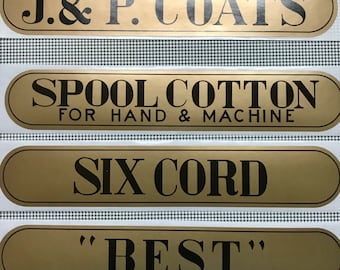 J. & P. COATS
SPOOL COTTON
FOR HAND & MACHINE
SIX CORD
"BEST"